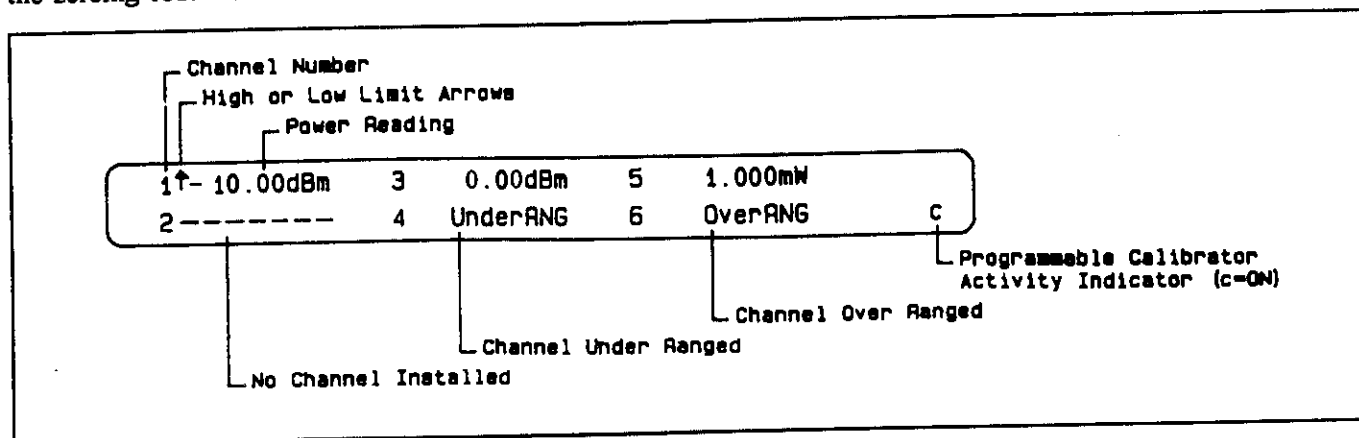 the zeroing
Channel Number
High or Low Limit Arrows
Power Reading
1↑- 10.00dBm 3 0.00dBm 5 1.000mW
2------- 4 UnderRNG 6 OverRNG c
Programmable Calibrator
Activity Indicator (c=ON)
Channel Over Ranged
Channel Under Ranged
No Channel Installed